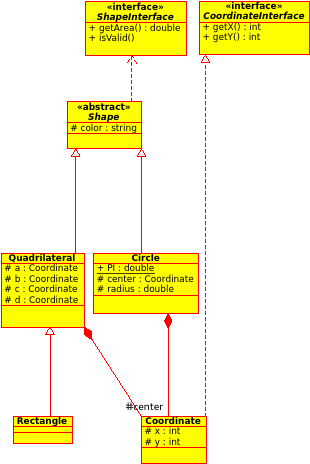 «interface»
ShapeInterface
+ getArea() : double
+ isValid()
«interface»
CoordinateInterface
+ getX() : int
+ getY() : int
«abstract»
Shape
# color : string
Quadrilateral
# a : Coordinate
# b : Coordinate
# c : Coordinate
# d : Coordinate
Circle
+ PI : double
# center : Coordinate
# radius : double
#center
Rectangle
Coordinate
# x : int
# y : int